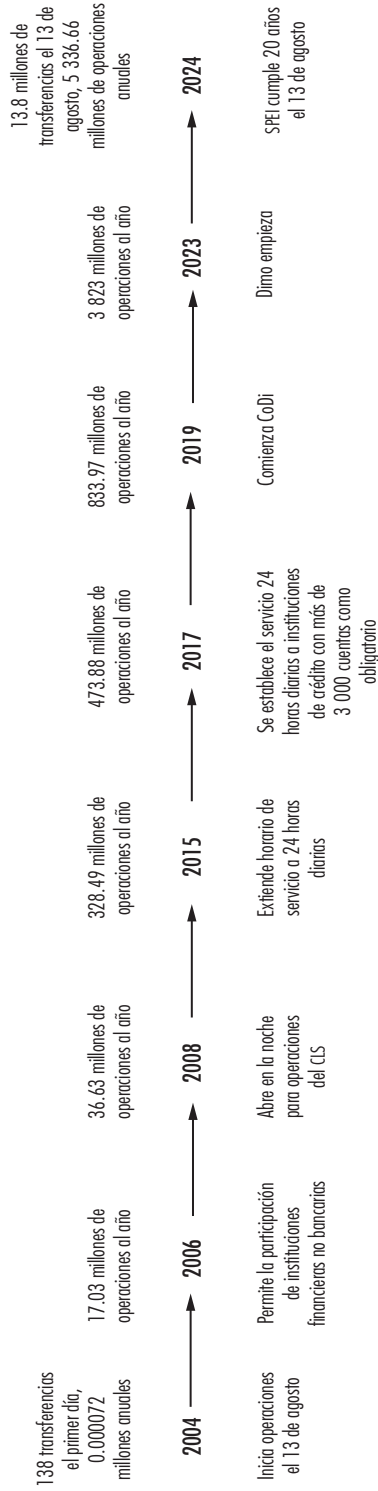 138 transferencias
el primer día,
0.000072
millones anuales
2004
Inicia operaciones
el 13 de agosto
17.03 millones de
operaciones al año
2006
Permite la participación
de instituciones
financieras no bancarias
36.63 millones de
operaciones al año
2008
Abre en la noche
para operaciones
del CLS
328.49 millones de
operaciones al año
2015
Extiende horario de
servicio a 24 horas
diarias
473.88 millones de
operaciones al año
2017
Se establece el servicio 24
horas diarias a instituciones
de crédito con más de
3 000 cuentas como
obligatorio
833.97 millones de
operaciones al año
2019
Comienza CoDi
3 823 millones de
operaciones al año
2023
Dimo empieza
13.8 millones de
transferencias el 13 de
agosto, 5 336.66
millones de operaciones
anuales
2024
SPEI cumple 20 años
el 13 de agosto